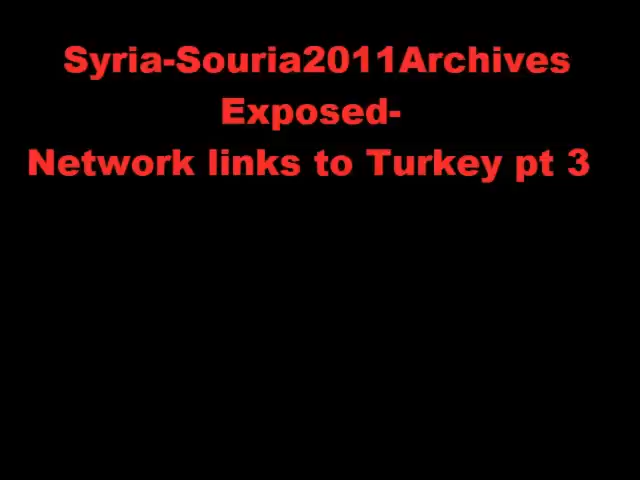 Syria-Souria2011Archives
Exposed-
Network links to Turkey pt 3